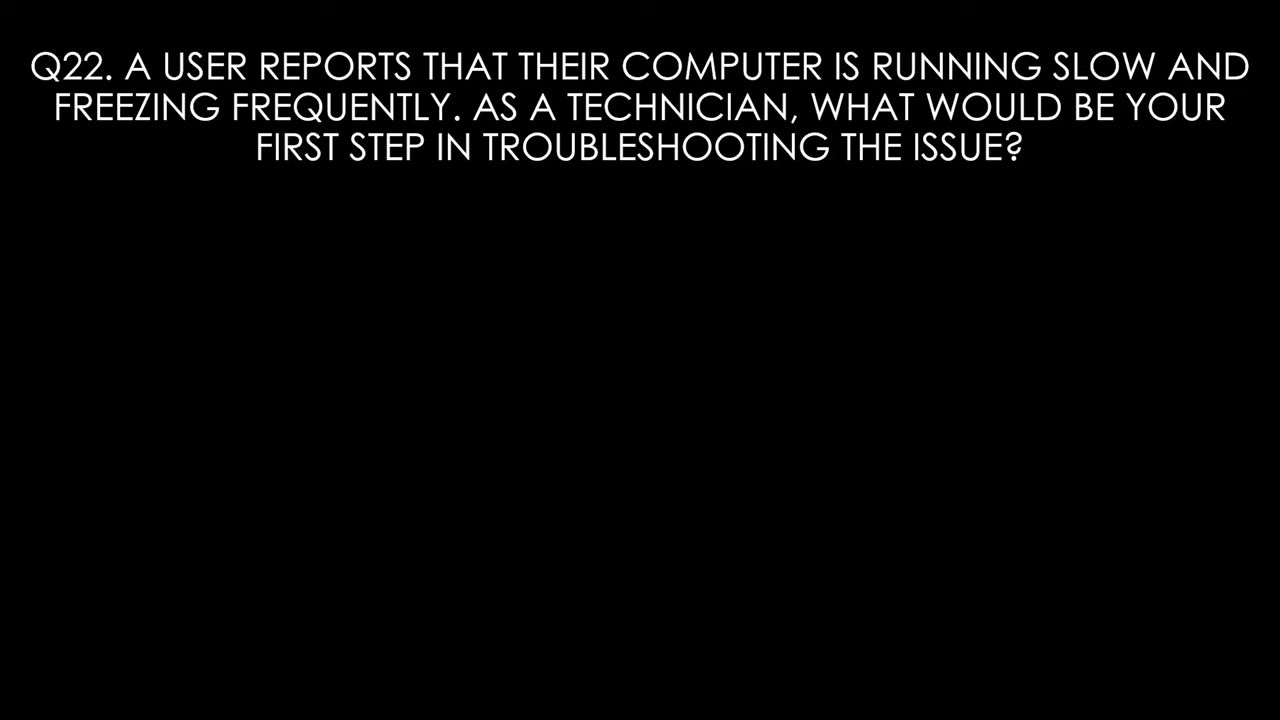 Q22. A USER REPORTS THAT THEIR COMPUTER IS RUNNING SLOW AND
FREEZING FREQUENTLY. AS A TECHNICIAN, WHAT WOULD BE YOUR
FIRST STEP IN TROUBLESHOOTING THE ISSUE?